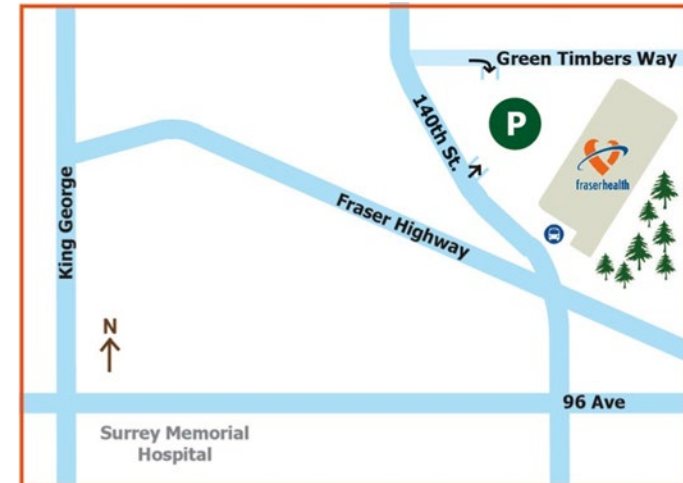 Green Timbers Way
P
140th St.
fraserhealth
King George
Fraser Highway
N
96 Ave
Surrey Memorial
Hospital